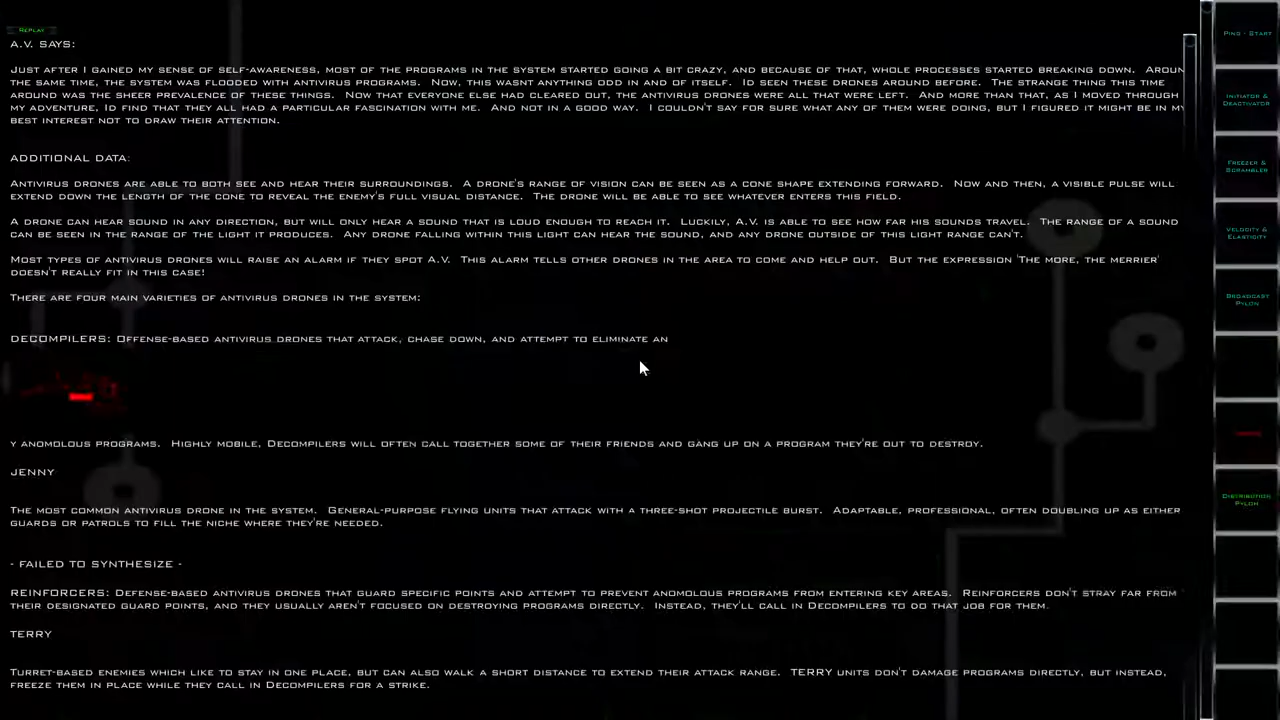 Replay
A.V. SAYS:
Just after I gained my sense of self-awareness, most of the programs in the system started going a bit crazy, and because of that, whole processes started breaking down. Aroun
the same time, the system was flooded with antivirus programs. Now, this wasnt anything odd in and of itself. Id seen these drones around before. The strange thing this time
around was the sheer prevalence of these things. Now that everyone else had cleared out, the antivirus drones were all that were left. And more than that, as I moved through
my adventure, Id find that they all had a particular fascination with me. And not in a good way. I couldn't say for sure what any of them were doing, but I figured it might be in my
best interest not to draw their attention.
ADDITIONAL DATA:
Antivirus drones are able to both see and hear their surroundings. A drone's range of vision can be seen as a cone shape extending forward. Now and then, a visible pulse will
extend down the length of the cone to reveal the enemy's full visual distance. The drone will be able to see whatever enters this field.
A drone can hear sound in any direction, but will only hear a sound that is loud enough to reach it. Luckily, A.V. is able to see how far his sounds travel. The range of a sound
can be seen in the range of the light it produces. Any drone falling within this light can hear the sound, and any drone outside of this light range can't.
Most types of antivirus drones will raise an alarm if they spot A.V. This alarm tells other drones in the area to come and help out. But the expression 'The more, the merrier'
doesn't really fit in this case!
There are four main varieties of antivirus drones in the system:
DECOMPILERS: Offense-based antivirus drones that attack, chase down, and attempt to eliminate an
y anomolous programs. Highly mobile, Decompilers will often call together some of their friends and gang up on a program they're out to destroy.
JENNY
The most common antivirus drone in the system. General-purpose flying units that attack with a three-shot projectile burst. Adaptable, professional, often doubling up as either
guards or patrols to fill the niche where they're needed.
- FAILED TO SYNTHESIZE -
REINFORCERS: Defense-based antivirus drones that guard specific points and attempt to prevent anomolous programs from entering key areas. Reinforcers don't stray far from
their designated guard points, and they usually aren't focused on destroying programs directly. Instead, they'll call in Decompilers to do that job for them.
TERRY
Turret-based enemies which like to stay in one place, but can also walk a short distance to extend their attack range. TERRY units don't damage programs directly, but instead,
freeze them in place while they call in Decompilers for a strike.
Ping - Start
Initiator &
Deactivator
Freezer &
Scrambler
Velocity &
Elasticity
Broadcast
Pylon
Distribution
Pylon